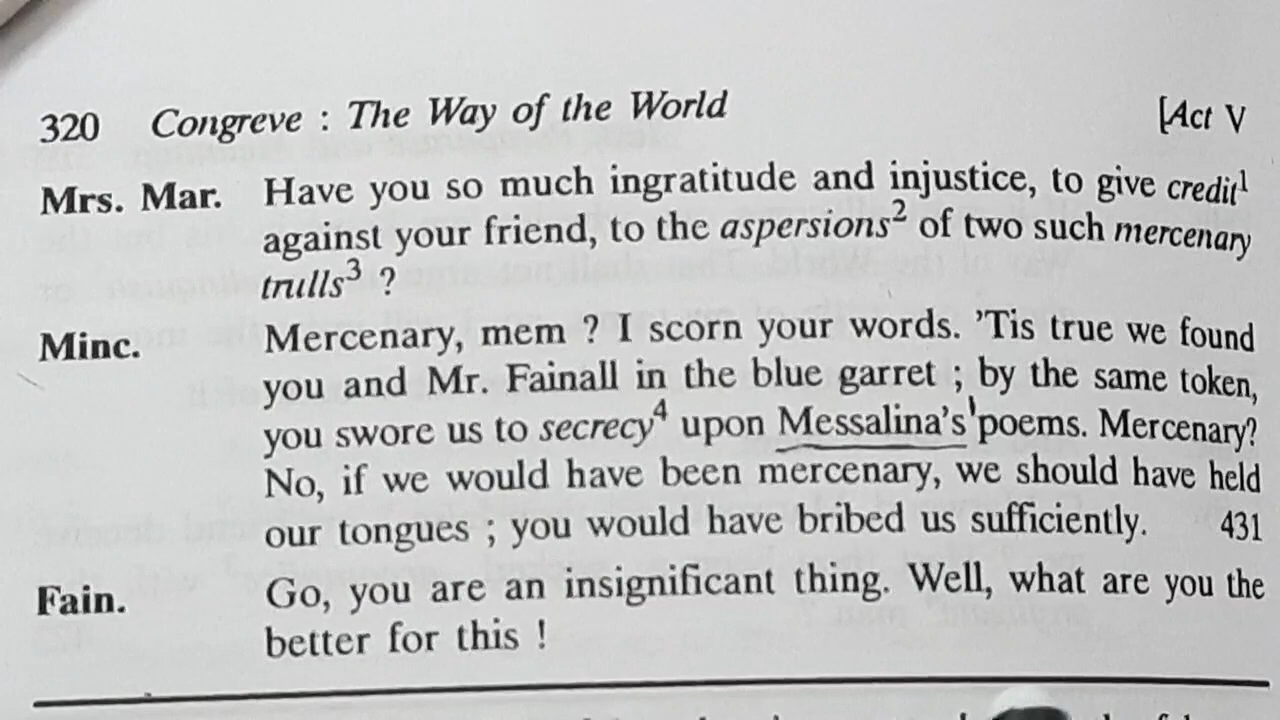 320 Congreve : The Way of the World [Act V
Mrs. Mar. Have you so much ingratitude and injustice, to give credit¹
against your friend, to the aspersions² of two such mercenary
trulls³ ?
Minc. Mercenary, mem ? I scorn your words. ’Tis true we found
you and Mr. Fainall in the blue garret ; by the same token,
you swore us to secrecy⁴ upon Messalina’s poems. Mercenary?
No, if we would have been mercenary, we should have held
our tongues ; you would have bribed us sufficiently. 431
Fain. Go, you are an insignificant thing. Well, what are you the
better for this !